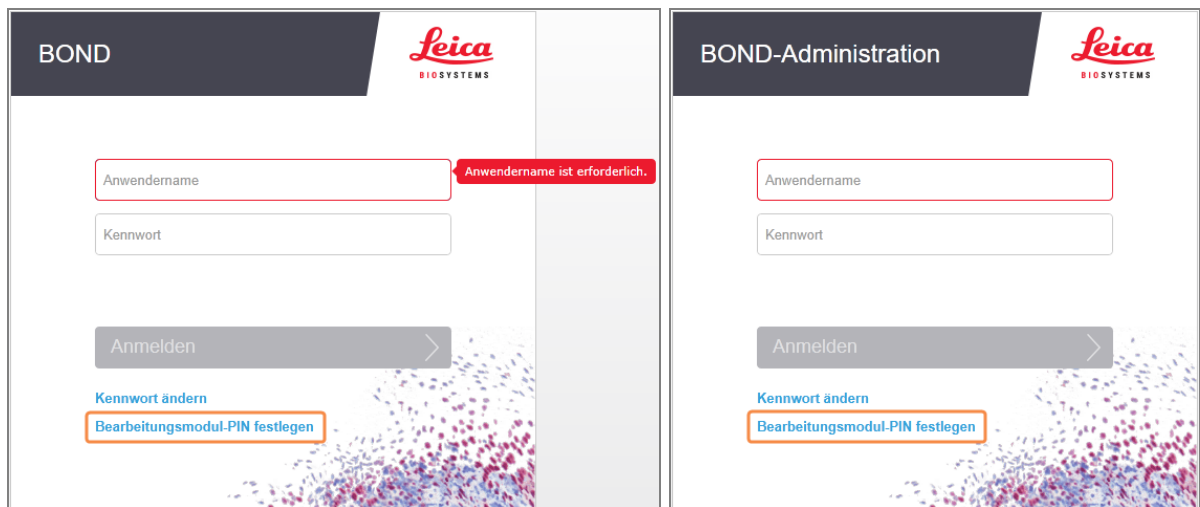 BOND
Leica
BIOSYSTEMS
Anwendername
Anwendername ist erforderlich.
Kennwort
Anmelden
Kennwort ändern
Bearbeitungsmodul-PIN festlegen
BOND-Administration
Leica
BIOSYSTEMS
Anwendername
Kennwort
Anmelden
Kennwort ändern
Bearbeitungsmodul-PIN festlegen